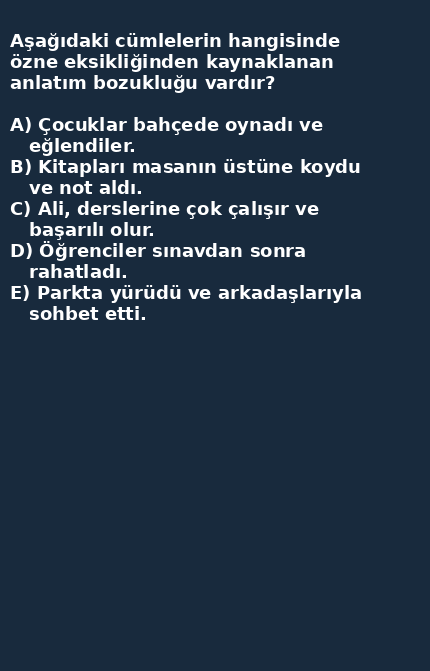 Aşağıdaki cümlelerin hangisinde
özne eksikliğinden kaynaklanan
anlatım bozukluğu vardır?
A) Çocuklar bahçede oynadı ve
eğlendiler.
B) Kitapları masanın üstüne koydu
ve not aldı.
C) Ali, derslerine çok çalışır ve
başarılı olur.
D) Öğrenciler sınavdan sonra
rahatladı.
E) Parkta yürüdü ve arkadaşlarıyla
sohbet etti.